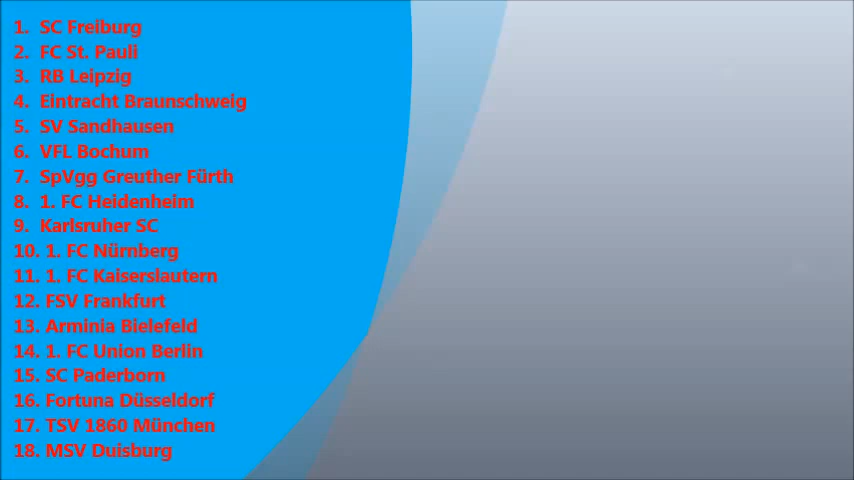 1. SC Freiburg
2. FC St. Pauli
3. RB Leipzig
4. Eintracht Braunschweig
5. SV Sandhausen
6. VFL Bochum
7. SpVgg Greuther Fürth
8. 1. FC Heidenheim
9. Karlsruher SC
10. 1. FC Nürnberg
11. 1. FC Kaiserslautern
12. FSV Frankfurt
13. Arminia Bielefeld
14. 1. FC Union Berlin
15. SC Paderborn
16. Fortuna Düsseldorf
17. TSV 1860 München
18. MSV Duisburg